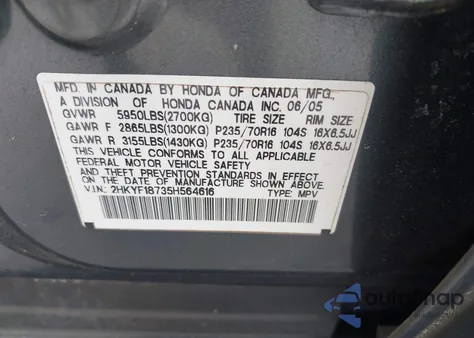 MFD. IN CANADA BY HONDA OF CANADA MFG.,
A DIVISION OF HONDA CANADA INC. 06/05
GVWR 5950LBS(2700KG) TIRE SIZE RIM SIZE
GAWR F 2865LBS(1300KG) P235/70R16 104S 16X6.5JJ
GAWR R 3155LBS(1430KG) P235/70R16 104S 16X6.5JJ
THIS VEHICLE CONFORMS TO ALL APPLICABLE
FEDERAL MOTOR VEHICLE SAFETY
AND THEFT PREVENTION STANDARDS IN EFFECT
ON THE DATE OF MANUFACTURE SHOWN ABOVE.
V.I.N.: 2HKYF18735H564616 TYPE: MPV
autobidmap